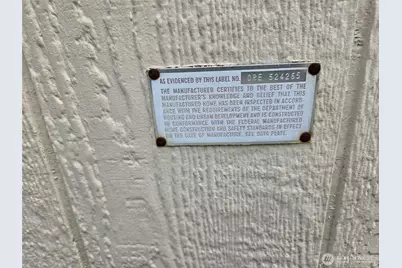 AS EVIDENCED BY THIS LABEL NO. ORE 524255
THE MANUFACTURER CERTIFIES TO THE BEST OF THE
MANUFACTURER'S KNOWLEDGE AND BELIEF THAT THIS
MANUFACTURED HOME HAS BEEN INSPECTED IN ACCORD-
ANCE WITH THE REQUIREMENTS OF THE DEPARTMENT OF
HOUSING AND URBAN DEVELOPMENT AND IS CONSTRUCTED
IN CONFORMANCE WITH THE FEDERAL MANUFACTURED
HOME CONSTRUCTION AND SAFETY STANDARDS IN EFFECT
ON THE DATE OF MANUFACTURE. SEE DATA PLATE.